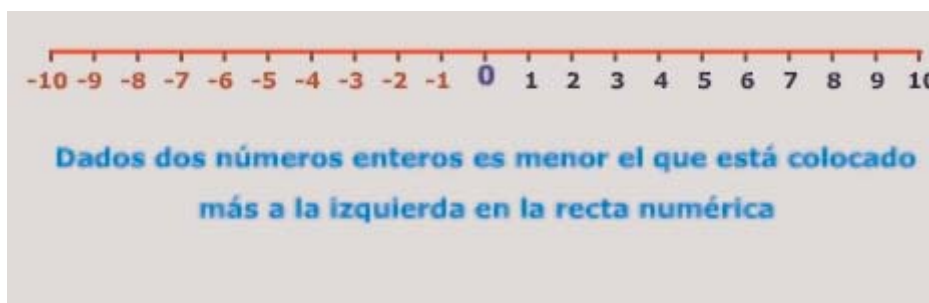 -10 -9 -8 -7 -6 -5 -4 -3 -2 -1 0 1 2 3 4 5 6 7 8 9 10
Dados dos números enteros es menor el que está colocado
más a la izquierda en la recta numérica